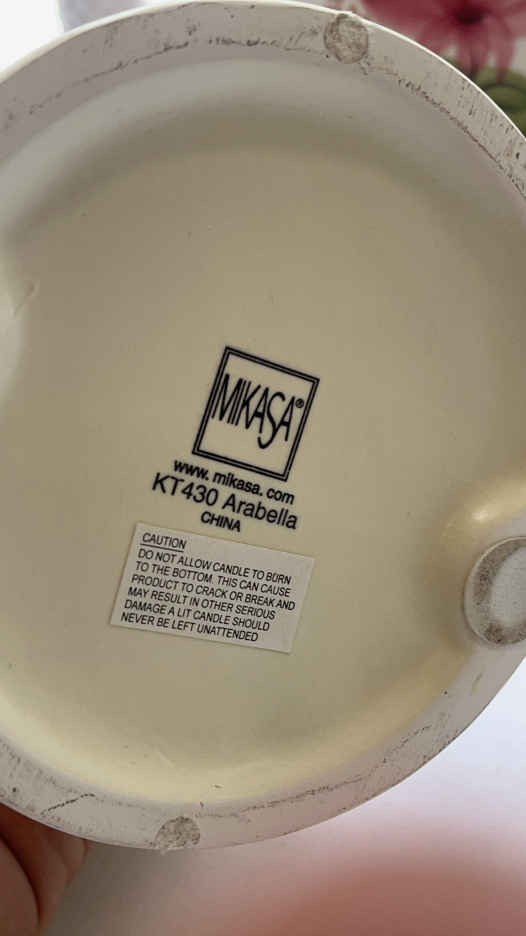 MIKASA®
www.mikasa.com
KT430 Arabella
CHINA
CAUTION
DO NOT ALLOW CANDLE TO BURN
TO THE BOTTOM. THIS CAN CAUSE
PRODUCT TO CRACK OR BREAK AND
MAY RESULT IN OTHER SERIOUS
DAMAGE A LIT CANDLE SHOULD
NEVER BE LEFT UNATTENDED